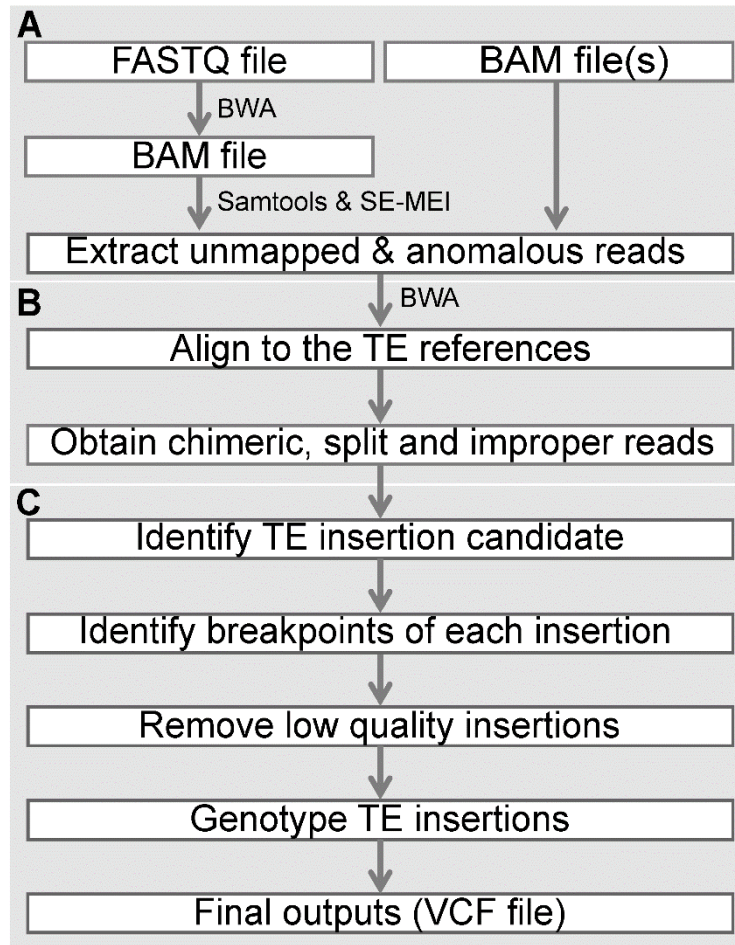 A
FASTQ file
BAM file(s)
BWA
BAM file
Samtools & SE-MEI
Extract unmapped & anomalous reads
BWA
B
Align to the TE references
Obtain chimeric, split and improper reads
C
Identify TE insertion candidate
Identify breakpoints of each insertion
Remove low quality insertions
Genotype TE insertions
Final outputs (VCF file)